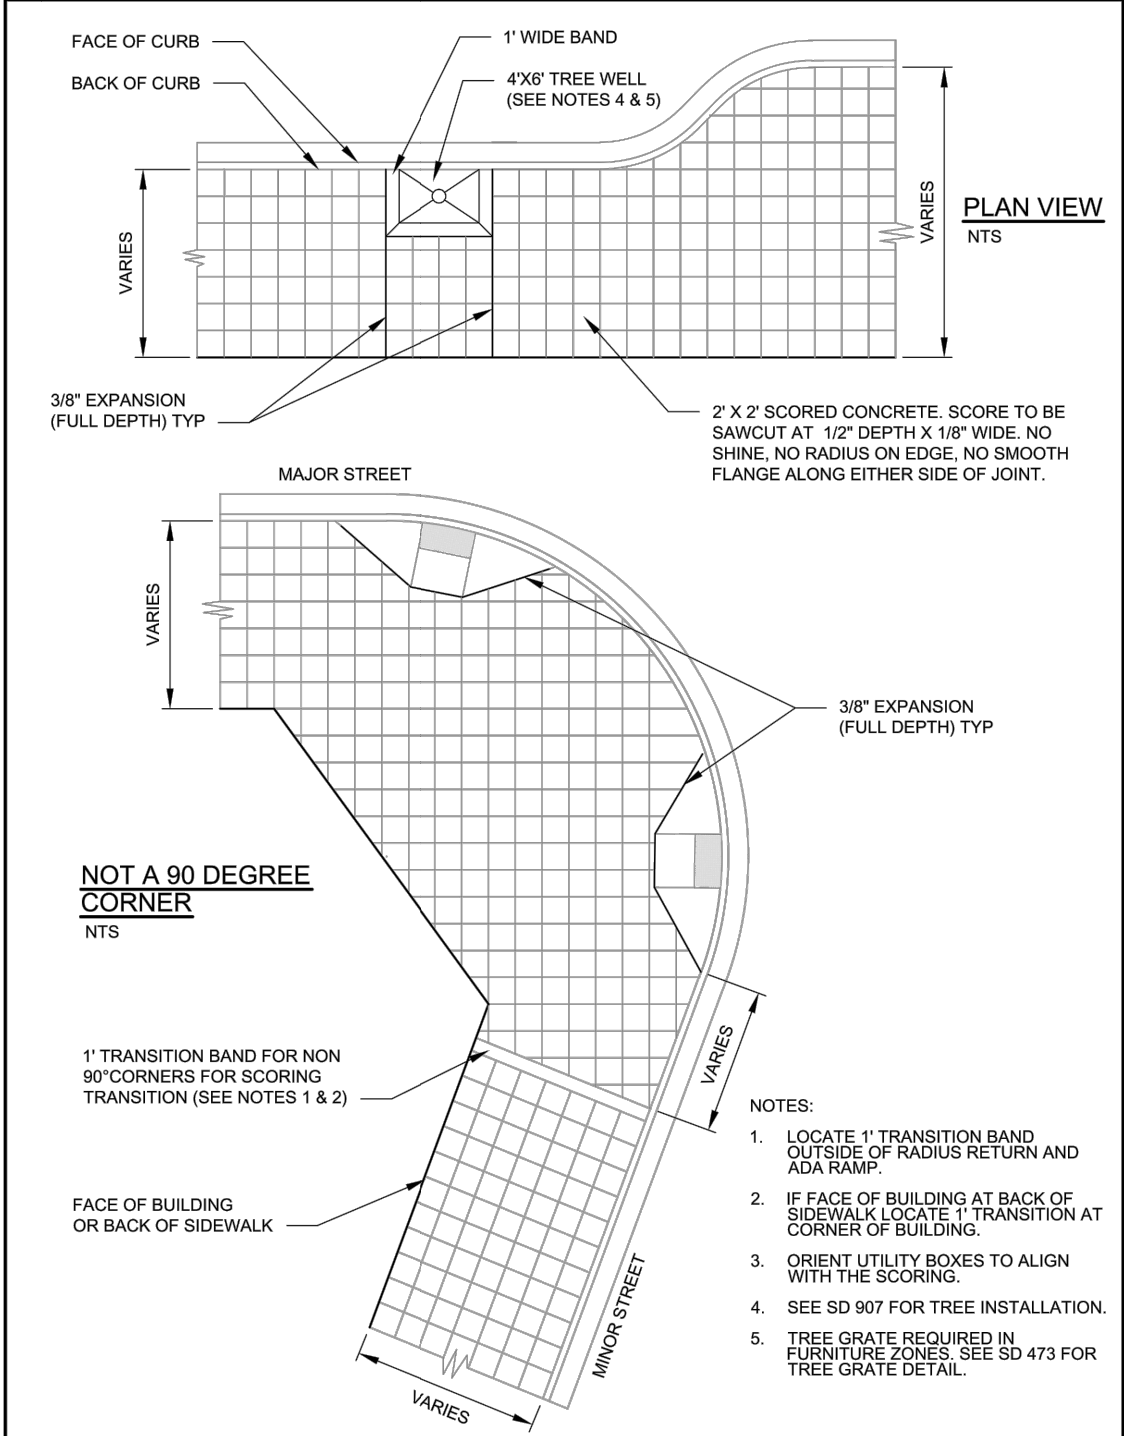 FACE OF CURB
BACK OF CURB
1' WIDE BAND
4'X6' TREE WELL
(SEE NOTES 4 & 5)
VARIES
VARIES
PLAN VIEW
NTS
3/8" EXPANSION
(FULL DEPTH) TYP
2' X 2' SCORED CONCRETE. SCORE TO BE
SAWCUT AT 1/2" DEPTH X 1/8" WIDE. NO
SHINE, NO RADIUS ON EDGE, NO SMOOTH
FLANGE ALONG EITHER SIDE OF JOINT.
MAJOR STREET
VARIES
3/8" EXPANSION
(FULL DEPTH) TYP
NOT A 90 DEGREE
CORNER
NTS
1' TRANSITION BAND FOR NON
90°CORNERS FOR SCORING
TRANSITION (SEE NOTES 1 & 2)
VARIES
FACE OF BUILDING
OR BACK OF SIDEWALK
MINOR STREET
VARIES
NOTES:
1. LOCATE 1' TRANSITION BAND
OUTSIDE OF RADIUS RETURN AND
ADA RAMP.
2. IF FACE OF BUILDING AT BACK OF
SIDEWALK LOCATE 1' TRANSITION AT
CORNER OF BUILDING.
3. ORIENT UTILITY BOXES TO ALIGN
WITH THE SCORING.
4. SEE SD 907 FOR TREE INSTALLATION.
5. TREE GRATE REQUIRED IN
FURNITURE ZONES. SEE SD 473 FOR
TREE GRATE DETAIL.